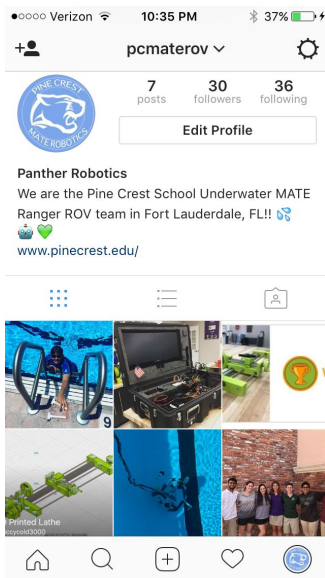 Verizon 10:35 PM 37%
pcmaterov
PINE CREST
MATE ROBOTICS
7 30 36
posts followers following
Edit Profile
Panther Robotics
We are the Pine Crest School Underwater MATE
Ranger ROV team in Fort Lauderdale, FL!! 💦
🤖 💚
www.pinecrest.edu/
9
Printed Lathe
ccycold3000